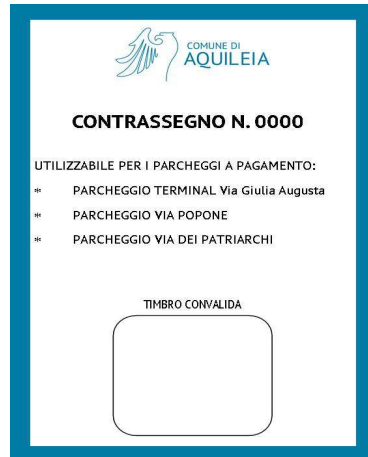 COMUNE DI
AQUILEIA
CONTRASSEGNO N. 0000
UTILIZZABILE PER I PARCHEGGI A PAGAMENTO:
* PARCHEGGIO TERMINAL Via Giulia Augusta
* PARCHEGGIO VIA POPONE
* PARCHEGGIO VIA DEI PATRIARCHI
TIMBRO CONVALIDA